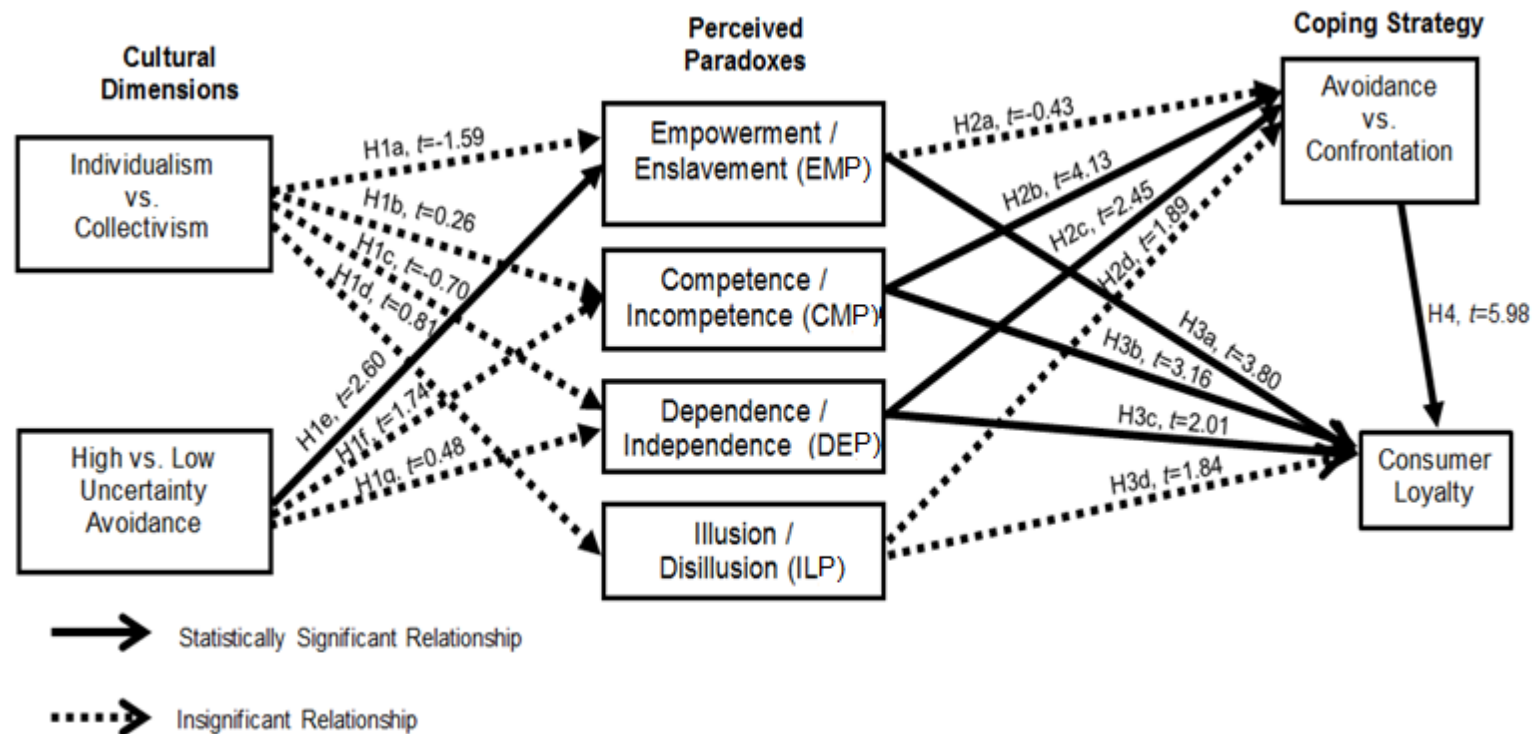 Cultural
Dimensions
Perceived
Paradoxes
Coping Strategy
Individualism
vs.
Collectivism
High vs. Low
Uncertainty
Avoidance
H1a, t=-1.59
H1b, t=0.26
H1c, t=-0.70
H1d, t=0.81
H1e, t=2.60
H1f, t=1.74
H1g, t=0.48
Empowerment /
Enslavement (EMP)
Competence /
Incompetence (CMP)
Dependence /
Independence (DEP)
Illusion /
Disillusion (ILP)
H2a, t=-0.43
H2b, t=4.13
H2c, t=2.45
H2d, t=1.89
H3a, t=3.80
H3b, t=3.16
H3c, t=2.01
H3d, t=1.84
Avoidance
vs.
Confrontation
H4, t=5.98
Consumer
Loyalty
Statistically Significant Relationship
Insignificant Relationship